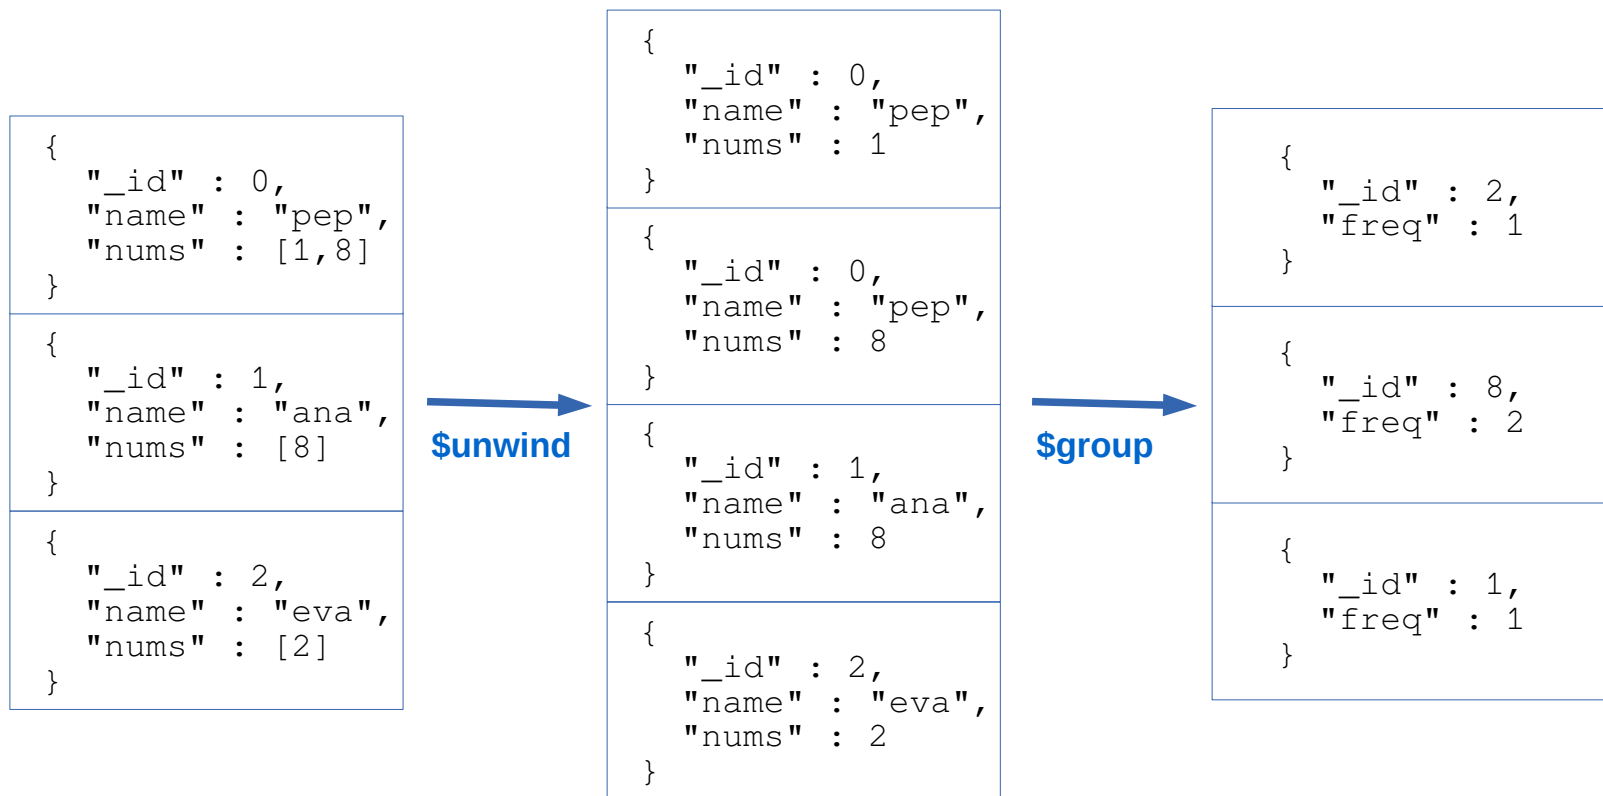 {
"_id" : 0,
"name" : "pep",
"nums" : [1,8]
}
{
"_id" : 1,
"name" : "ana",
"nums" : [8]
}
{
"_id" : 2,
"name" : "eva",
"nums" : [2]
}
$unwind
{
"_id" : 0,
"name" : "pep",
"nums" : 1
}
{
"_id" : 0,
"name" : "pep",
"nums" : 8
}
{
"_id" : 1,
"name" : "ana",
"nums" : 8
}
{
"_id" : 2,
"name" : "eva",
"nums" : 2
}
$group
{
"_id" : 2,
"freq" : 1
}
{
"_id" : 8,
"freq" : 2
}
{
"_id" : 1,
"freq" : 1
}